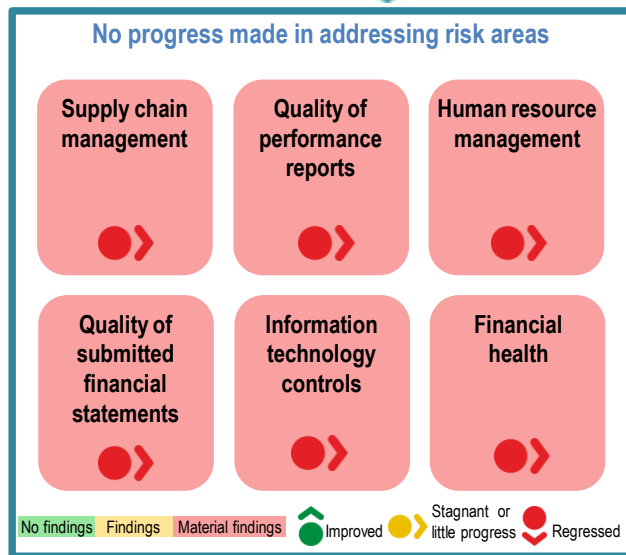 No progress made in addressing risk areas
Supply chain
management
Quality of
performance
reports
Human resource
management
Quality of
submitted
financial
statements
Information
technology
controls
Financial
health
No findings
Findings
Material findings
Improved
Stagnant or
little progress
Regressed